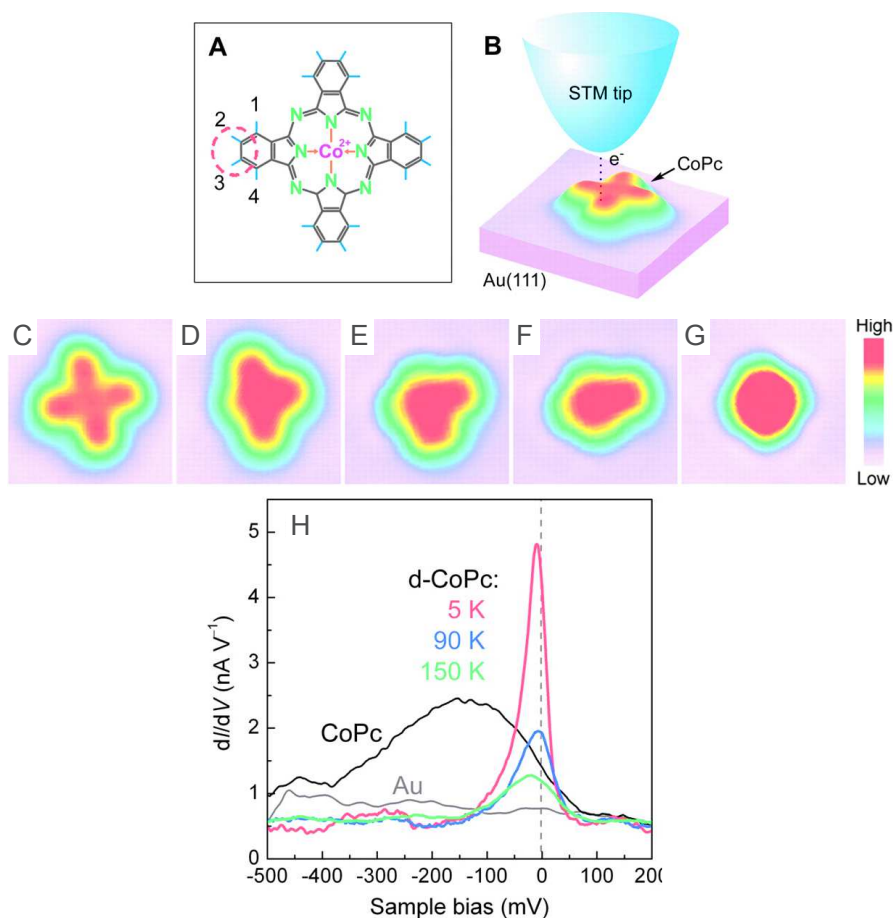 A
1
2
3
4
N
N
N
N
N
N
N
N
Co2+
B
STM tip
e-
CoPc
Au(111)
C
D
E
F
G
High
Low
H
d-CoPc:
5 K
90 K
150 K
CoPc
Au
dI/dV (nA V⁻¹)
5
4
3
2
1
0
-500 -400 -300 -200 -100 0 100 200
Sample bias (mV)